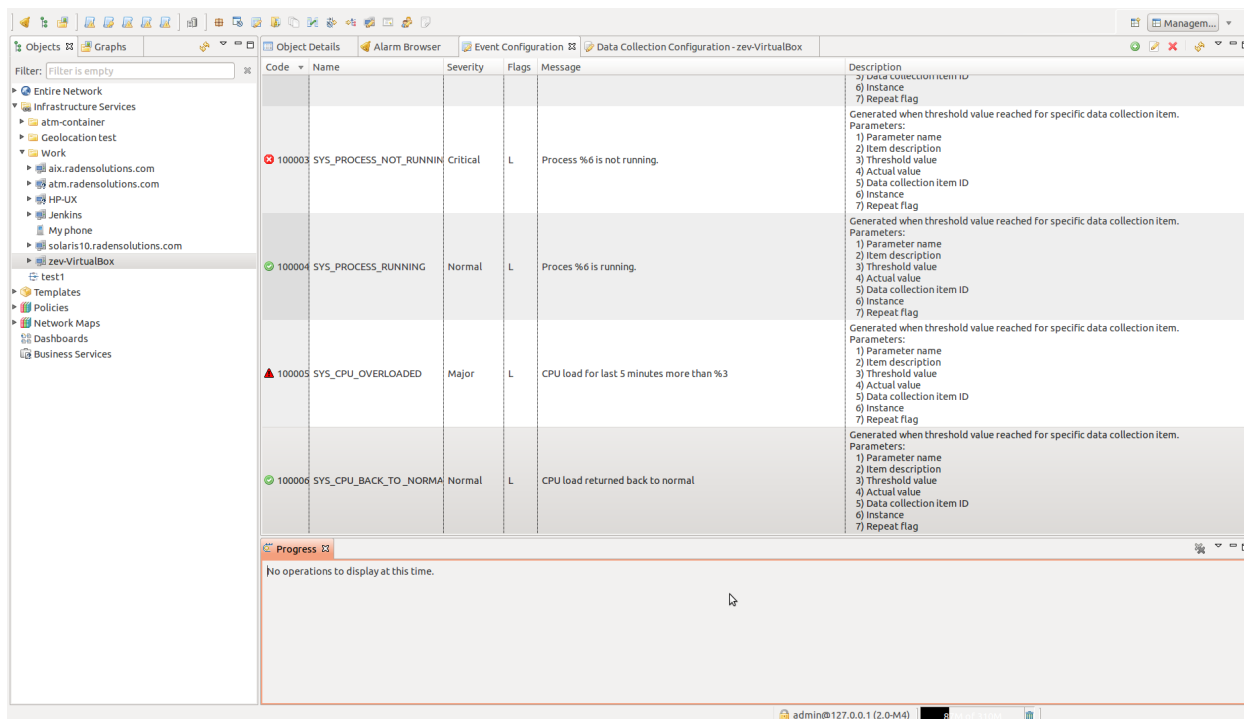 Managem...
Objects
Graphs
Object Details
Alarm Browser
Event Configuration
Data Collection Configuration - zev-VirtualBox
Filter: Filter is empty
Code
Name
Severity
Flags
Message
Description
Entire Network
Infrastructure Services
atm-container
Geolocation test
Work
aix.radensolutions.com
atm.radensolutions.com
HP-UX
Jenkins
My phone
solaris10.radensolutions.com
zev-VirtualBox
test1
Templates
Policies
Network Maps
Dashboards
Business Services
5) Data collection item ID
6) Instance
7) Repeat flag
100003 SYS_PROCESS_NOT_RUNNIN Critical L Process %6 is not running.
Generated when threshold value reached for specific data collection item.
Parameters:
1) Parameter name
2) Item description
3) Threshold value
4) Actual value
5) Data collection item ID
6) Instance
7) Repeat flag
100004 SYS_PROCESS_RUNNING Normal L Proces %6 is running.
Generated when threshold value reached for specific data collection item.
Parameters:
1) Parameter name
2) Item description
3) Threshold value
4) Actual value
5) Data collection item ID
6) Instance
7) Repeat flag
100005 SYS_CPU_OVERLOADED Major L CPU load for last 5 minutes more than %3
Generated when threshold value reached for specific data collection item.
Parameters:
1) Parameter name
2) Item description
3) Threshold value
4) Actual value
5) Data collection item ID
6) Instance
7) Repeat flag
100006 SYS_CPU_BACK_TO_NORMA Normal L CPU load returned back to normal
Generated when threshold value reached for specific data collection item.
Parameters:
1) Parameter name
2) Item description
3) Threshold value
4) Actual value
5) Data collection item ID
6) Instance
7) Repeat flag
Progress
No operations to display at this time.
admin@127.0.0.1 (2.0-M4)